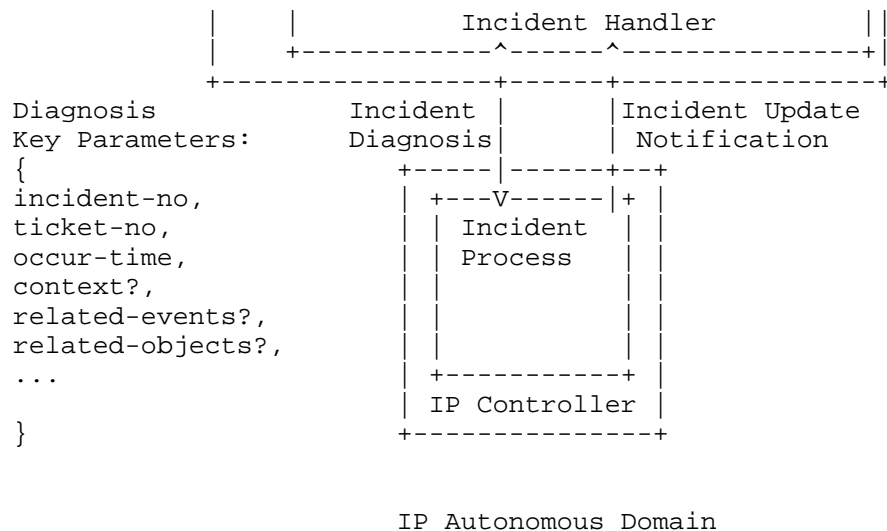 Incident Handler
Diagnosis Incident Incident Update
Key Parameters: Diagnosis Notification
{
incident-no, V
ticket-no, Incident
occur-time, Process
context?,
related-events?,
related-objects?,
...
IP Controller
}
IP Autonomous Domain